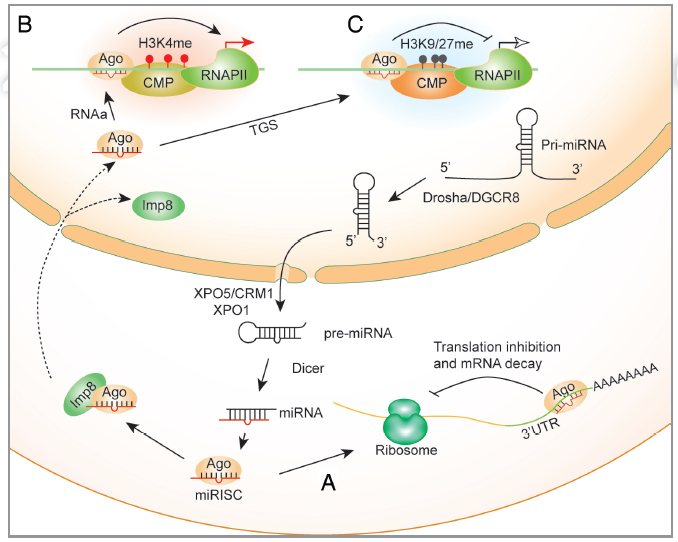 B
C
Ago
H3K4me
CMP
RNAPII
Ago
H3K9/27me
CMP
RNAPII
RNAa
TGS
Ago
Imp8
Pri-miRNA
5’
3’
Drosha/DGCR8
5’
3’
XPO5/CRM1
XPO1
pre-miRNA
Dicer
Translation inhibition
and mRNA decay
Imp8
Ago
miRNA
Ago
AAAAAAAA
3’UTR
Ribosome
Ago
miRISC
A